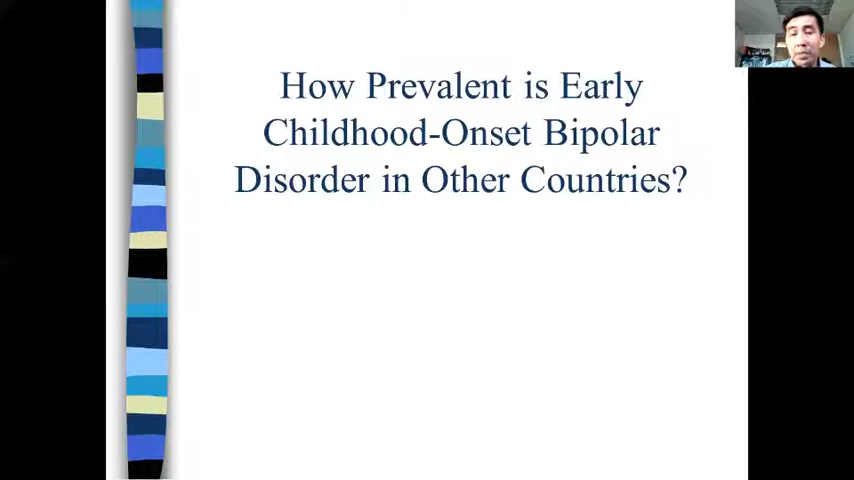 How Prevalent is Early
Childhood-Onset Bipolar
Disorder in Other Countries?